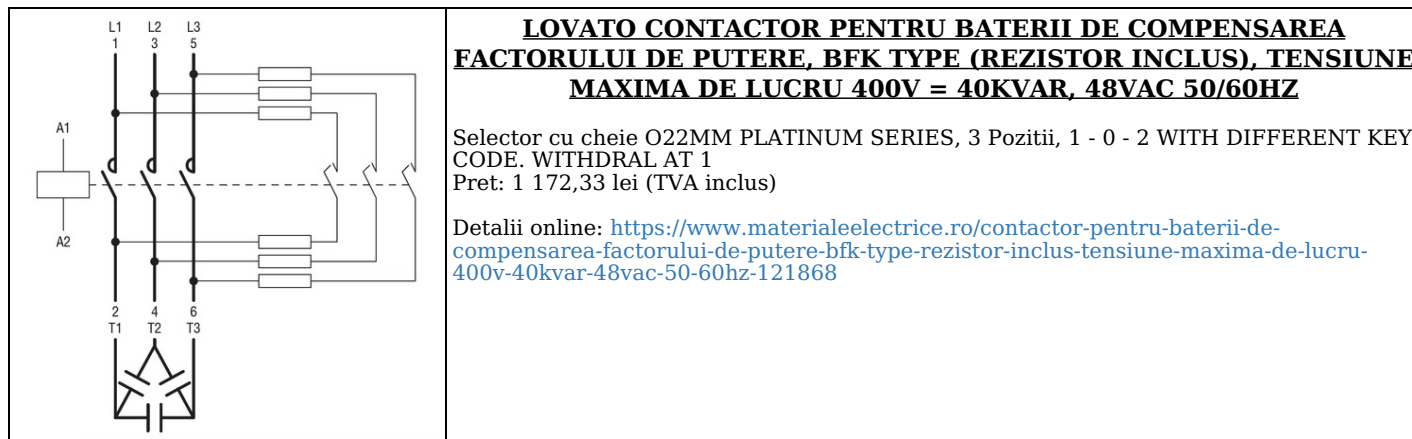 L1 L2 L3
1 3 5
A1
A2
2 4 6
T1 T2 T3
LOVATO CONTACTOR PENTRU BATERII DE COMPENSAREA
FACTORULUI DE PUTERE, BFK TYPE (REZISTOR INCLUS), TENSIUNE
MAXIMA DE LUCRU 400V = 40KVAR, 48VAC 50/60HZ
Selector cu cheie O22MM PLATINUM SERIES, 3 Pozitii, 1 - 0 - 2 WITH DIFFERENT KEY
CODE. WITHDRAL AT 1
Pret: 1 172,33 lei (TVA inclus)
Detalii online: https://www.materialeelectrice.ro/contactor-pentru-baterii-de-
compensarea-factorului-de-putere-bfk-type-rezistor-inclus-tensiune-maxima-de-lucru-
400v-40kvar-48vac-50-60hz-121868